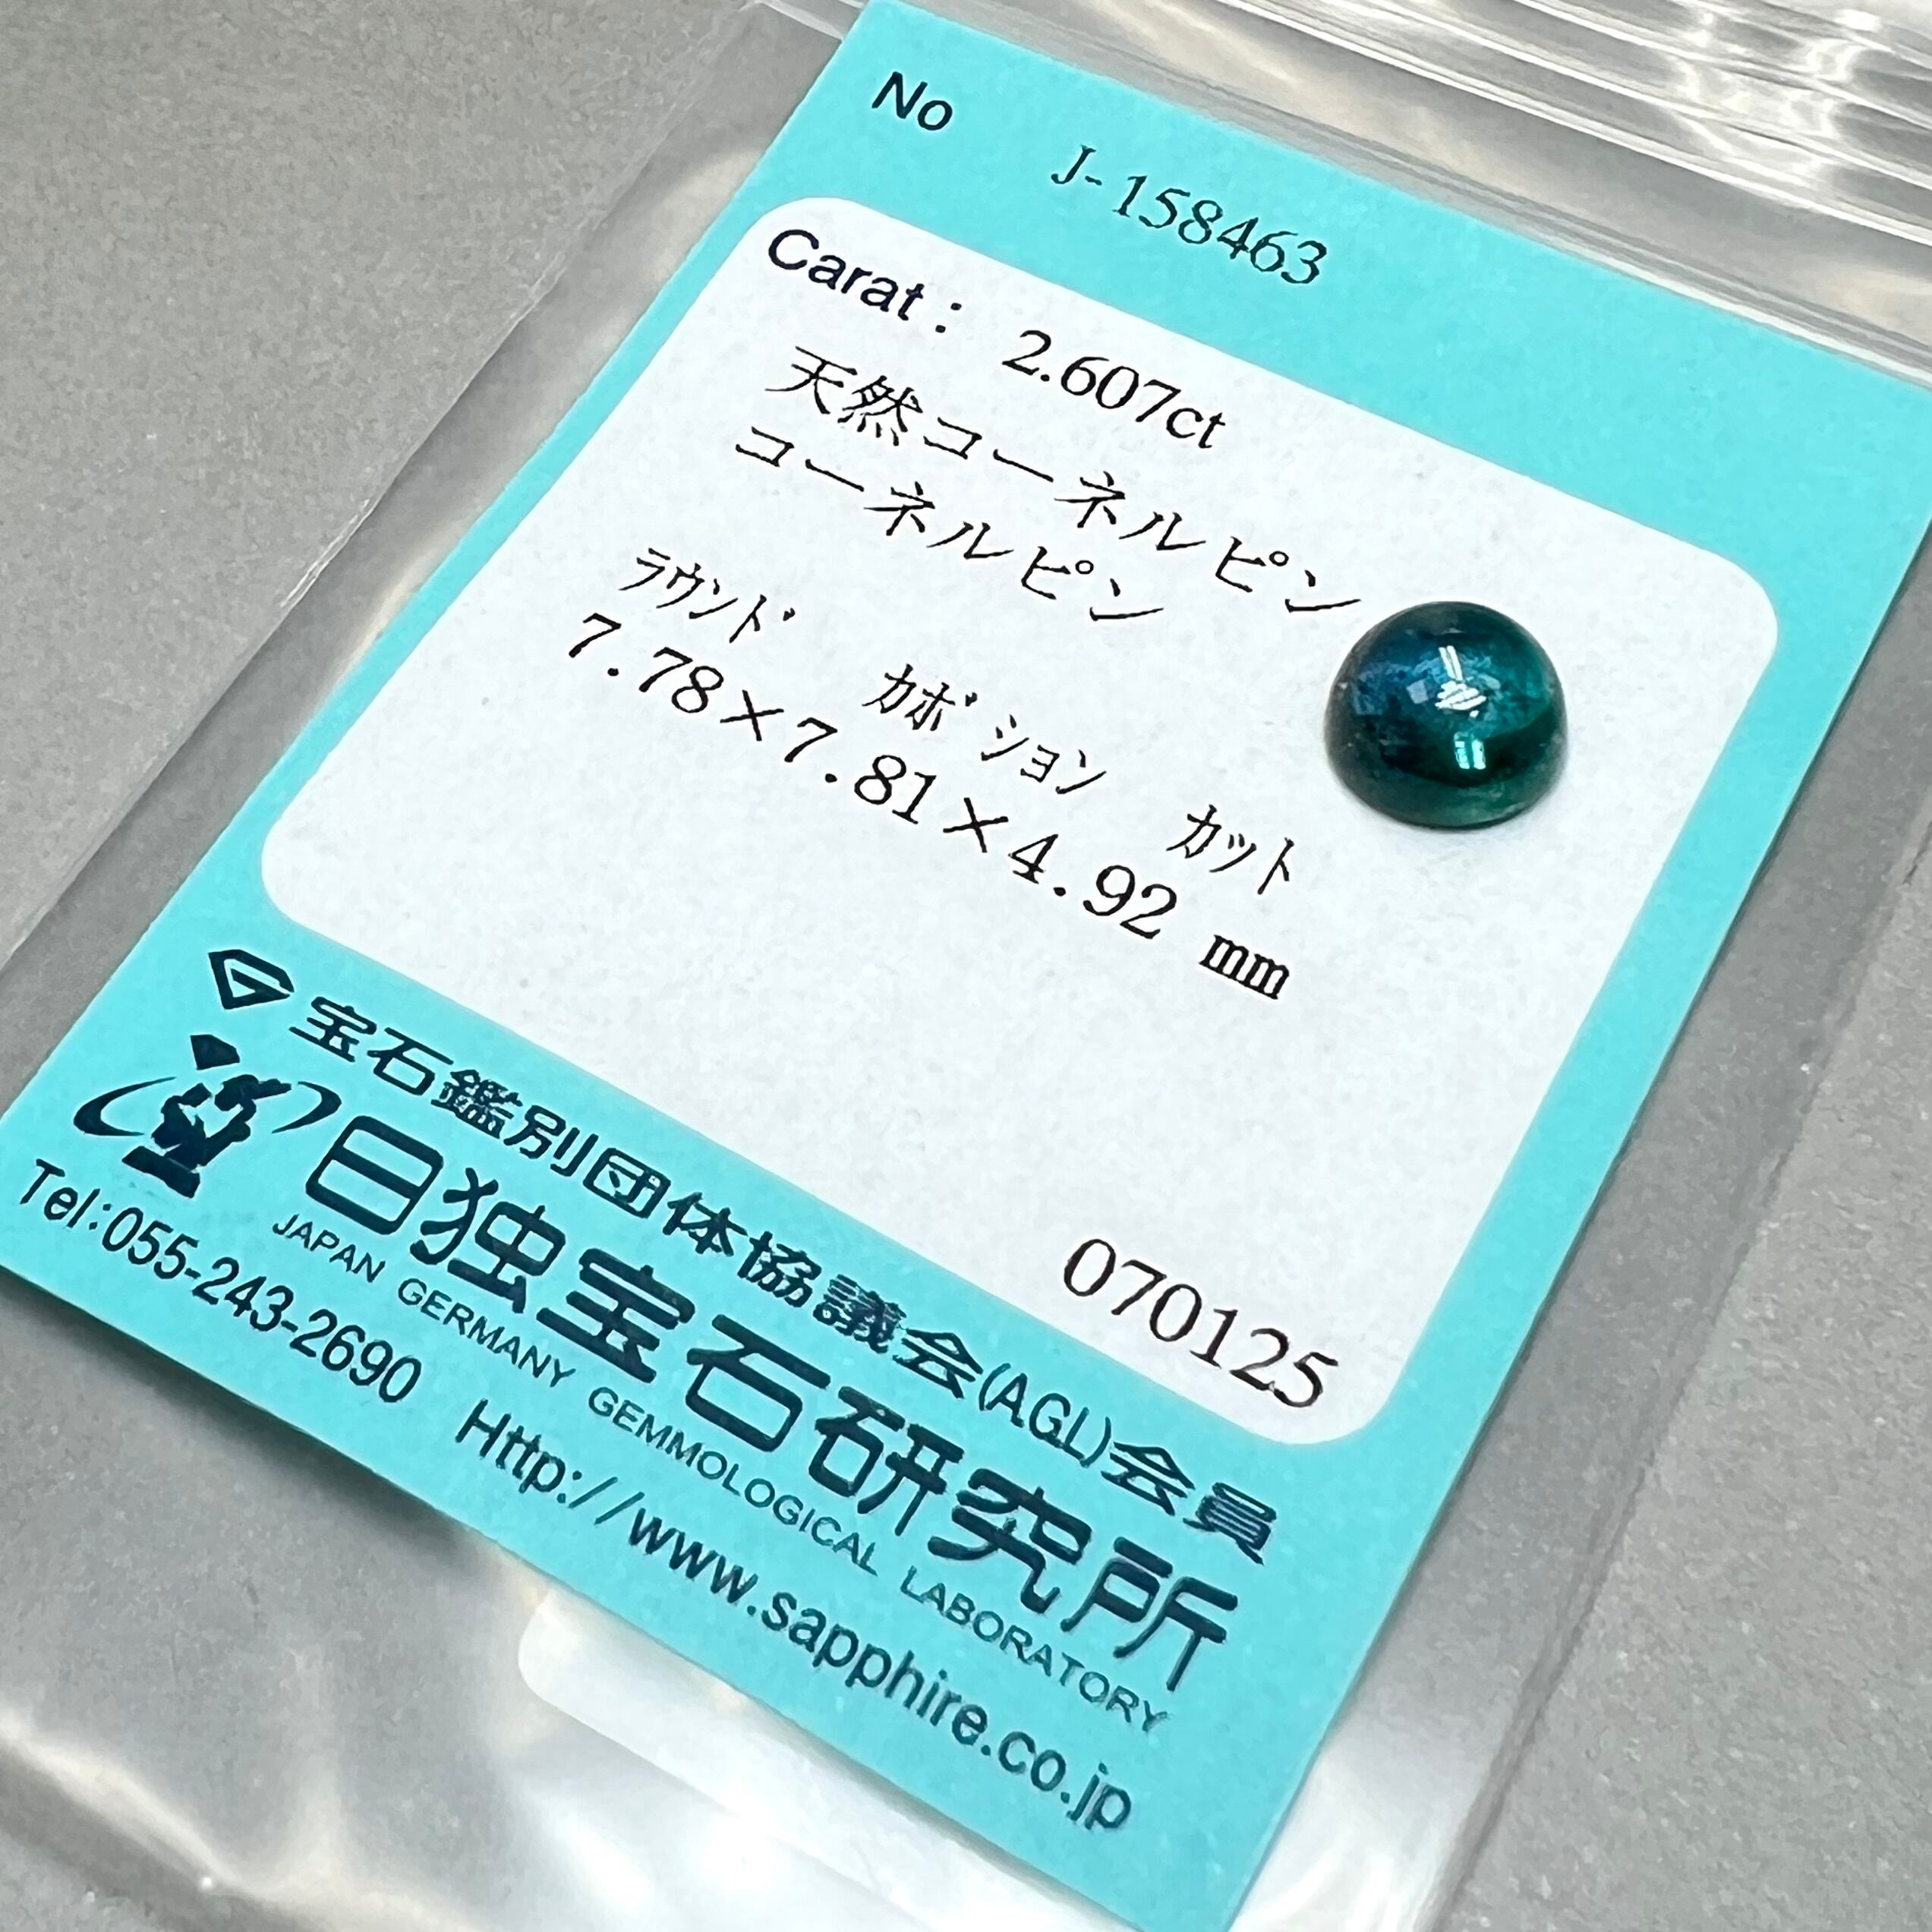 No J-158463
Carat: 2.607ct
天然コーネルピン
コーネルピン
ﾗｳﾝﾄﾞ ｶﾎﾞｼｮﾝ ｶｯﾄ
7.78×7.81×4.92 mm
070125
宝石鑑別団体協議会(AGL)会員
日独宝石研究所
JAPAN GERMANY GEMMOLOGICAL LABORATORY
Tel:055-243-2690 Http://www.sapphire.co.jp